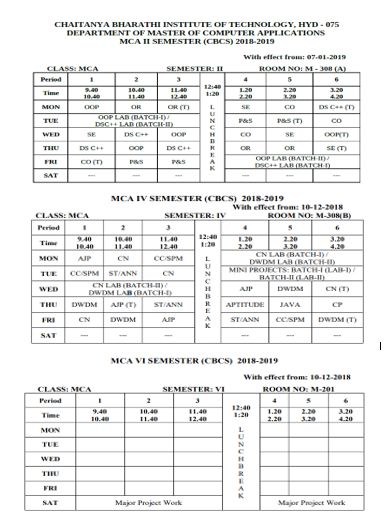 CHAITANYA BHARATHI INSTITUTE OF TECHNOLOGY, HYD - 075
DEPARTMENT OF MASTER OF COMPUTER APPLICATIONS
MCA II SEMESTER (CBCS) 2018-2019
With effect from: 07-01-2019
CLASS: MCA SEMESTER: II ROOM NO: M - 308 (A)
Period 1 2 3 4 5 6
Time 9.40 10.40 10.40 11.40 11.40 12.40 12:40 1:20 1.20 2.20 2.20 3.20 3.20 4.20
MON OOP OR OR (T) SE CO DS C++ (T)
TUE OOP LAB (BATCH-I) / DSC++ LAB (BATCH-II) P&S P&S (T) CO
WED SE DS C++ OOP CO SE OOP(T)
THU DS C++ OOP DS C++ OR OR SE (T)
FRI CO (T) P&S P&S OOP LAB (BATCH-II) / DSC++ LAB (BATCH-I)
SAT --- --- --- --- --- ---
LUNCH BREAK
MCA IV SEMESTER (CBCS) 2018-2019
With effect from: 10-12-2018
CLASS: MCA SEMESTER: IV ROOM NO: M-308(B)
Period 1 2 3 4 5 6
Time 9.40 10.40 10.40 11.40 11.40 12.40 12:40 1:20 1.20 2.20 2.20 3.20 3.20 4.20
MON AJP CN CC/SPM CN LAB (BATCH-I) / DWDM LAB (BATCH-II)
TUE CC/SPM ST/ANN CN MINI PROJECTS: BATCH-I (LAB-I) / BATCH-II (LAB-II)
WED CN LAB (BATCH-II) / DWDM LAB (BATCH-I) AJP DWDM CN (T)
THU DWDM AJP (T) ST/ANN APTITUDE JAVA CP
FRI CN DWDM AJP ST/ANN CC/SPM DWDM (T)
SAT --- --- --- --- --- ---
LUNCH BREAK
MCA VI SEMESTER (CBCS) 2018-2019
With effect from: 10-12-2018
CLASS: MCA SEMESTER: VI ROOM NO: M-201
Period 1 2 3 4 5 6
Time 9.40 10.40 10.40 11.40 11.40 12.40 12:40 1:20 1.20 2.20 2.20 3.20 3.20 4.20
MON
TUE
WED
THU
FRI
SAT Major Project Work Major Project Work
LUNCH BREAK